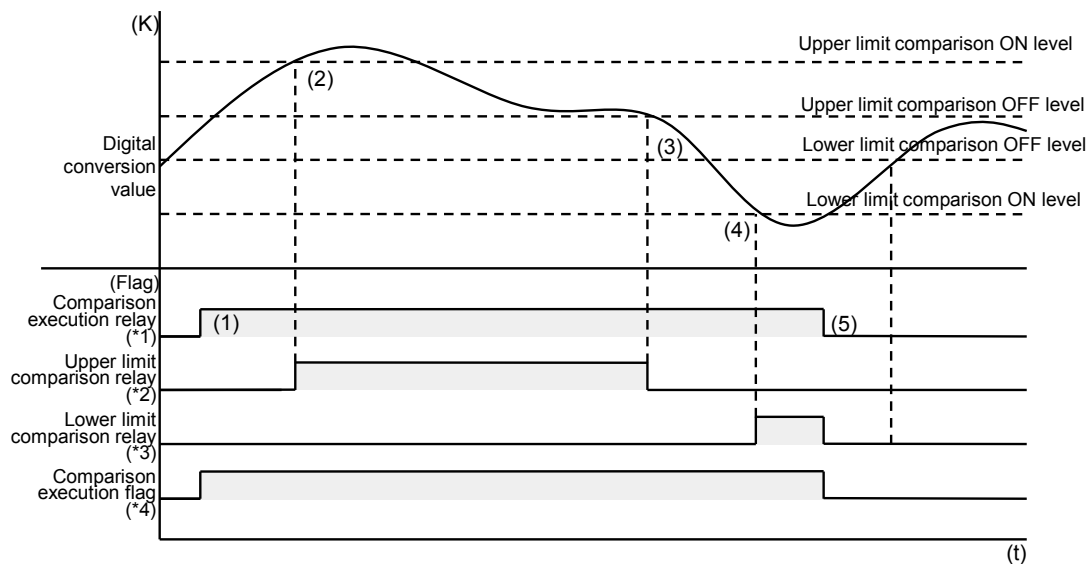 (K)
Upper limit comparison ON level
(2)
Upper limit comparison OFF level
Digital
conversion
value
(3)
Lower limit comparison OFF level
Lower limit comparison ON level
(4)
(Flag)
Comparison
execution relay
(*1)
(1)
(5)
Upper limit
comparison relay
(*2)
Lower limit
comparison relay
(*3)
Comparison
execution flag
(*4)
(t)